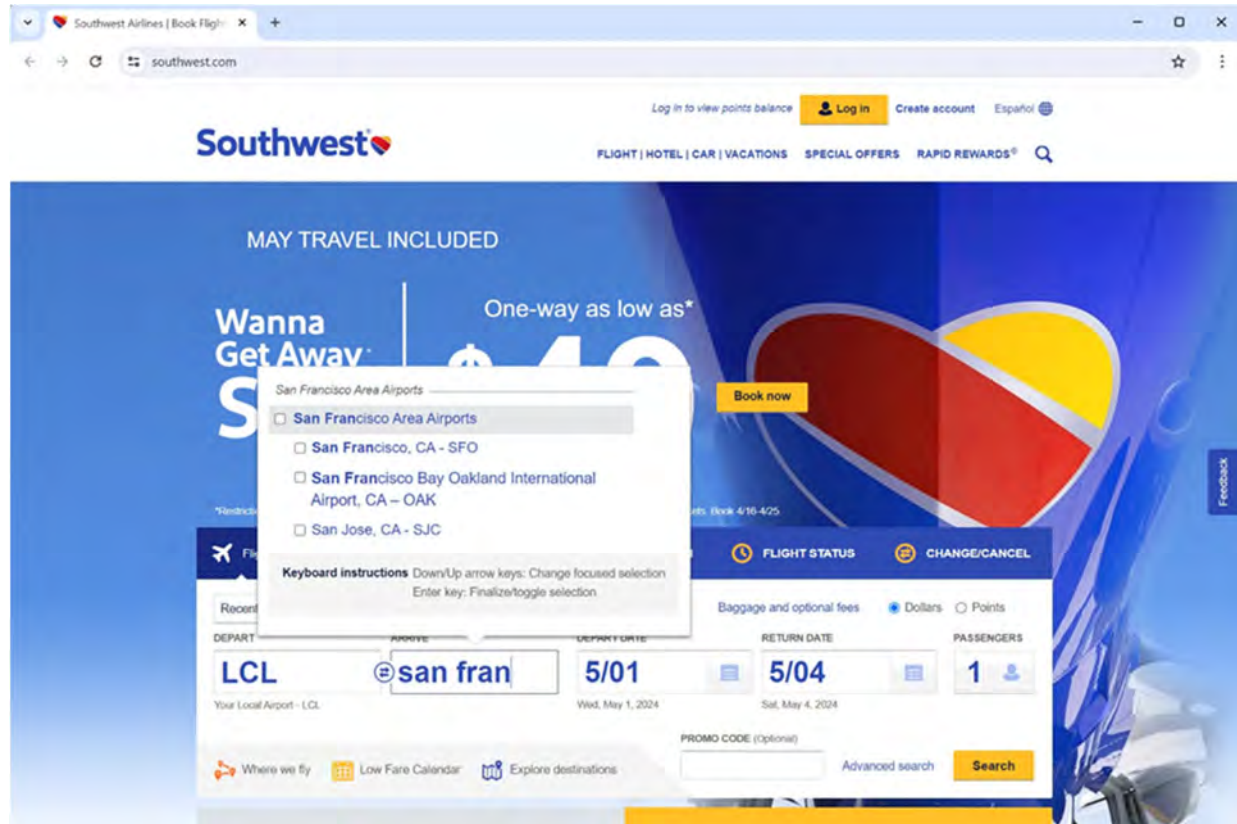 Southwest Airlines | Book Fligh
southwest.com
Log in to view points balance Log in Create account Español
Southwest
FLIGHT | HOTEL | CAR | VACATIONS SPECIAL OFFERS RAPID REWARDS®
MAY TRAVEL INCLUDED
Wanna
Get Away
One-way as low as*
Book now
San Francisco Area Airports
San Francisco Area Airports
San Francisco, CA - SFO
San Francisco Bay Oakland International
Airport, CA – OAK
San Jose, CA - SJC
Keyboard instructions Down/Up arrow keys: Change focused selection
Enter key: Finalize/toggle selection
Feedback
Book 4/16-4/25.
FLIGHT STATUS CHANGE/CANCEL
Recent
Baggage and optional fees Dollars Points
DEPART ARRIVE DEPART DATE RETURN DATE PASSENGERS
LCL san fran 5/01 5/04 1
Your Local Airport - LCL Wed, May 1, 2024 Sat, May 4, 2024
PROMO CODE (Optional)
Where we fly Low Fare Calendar Explore destinations Advanced search Search